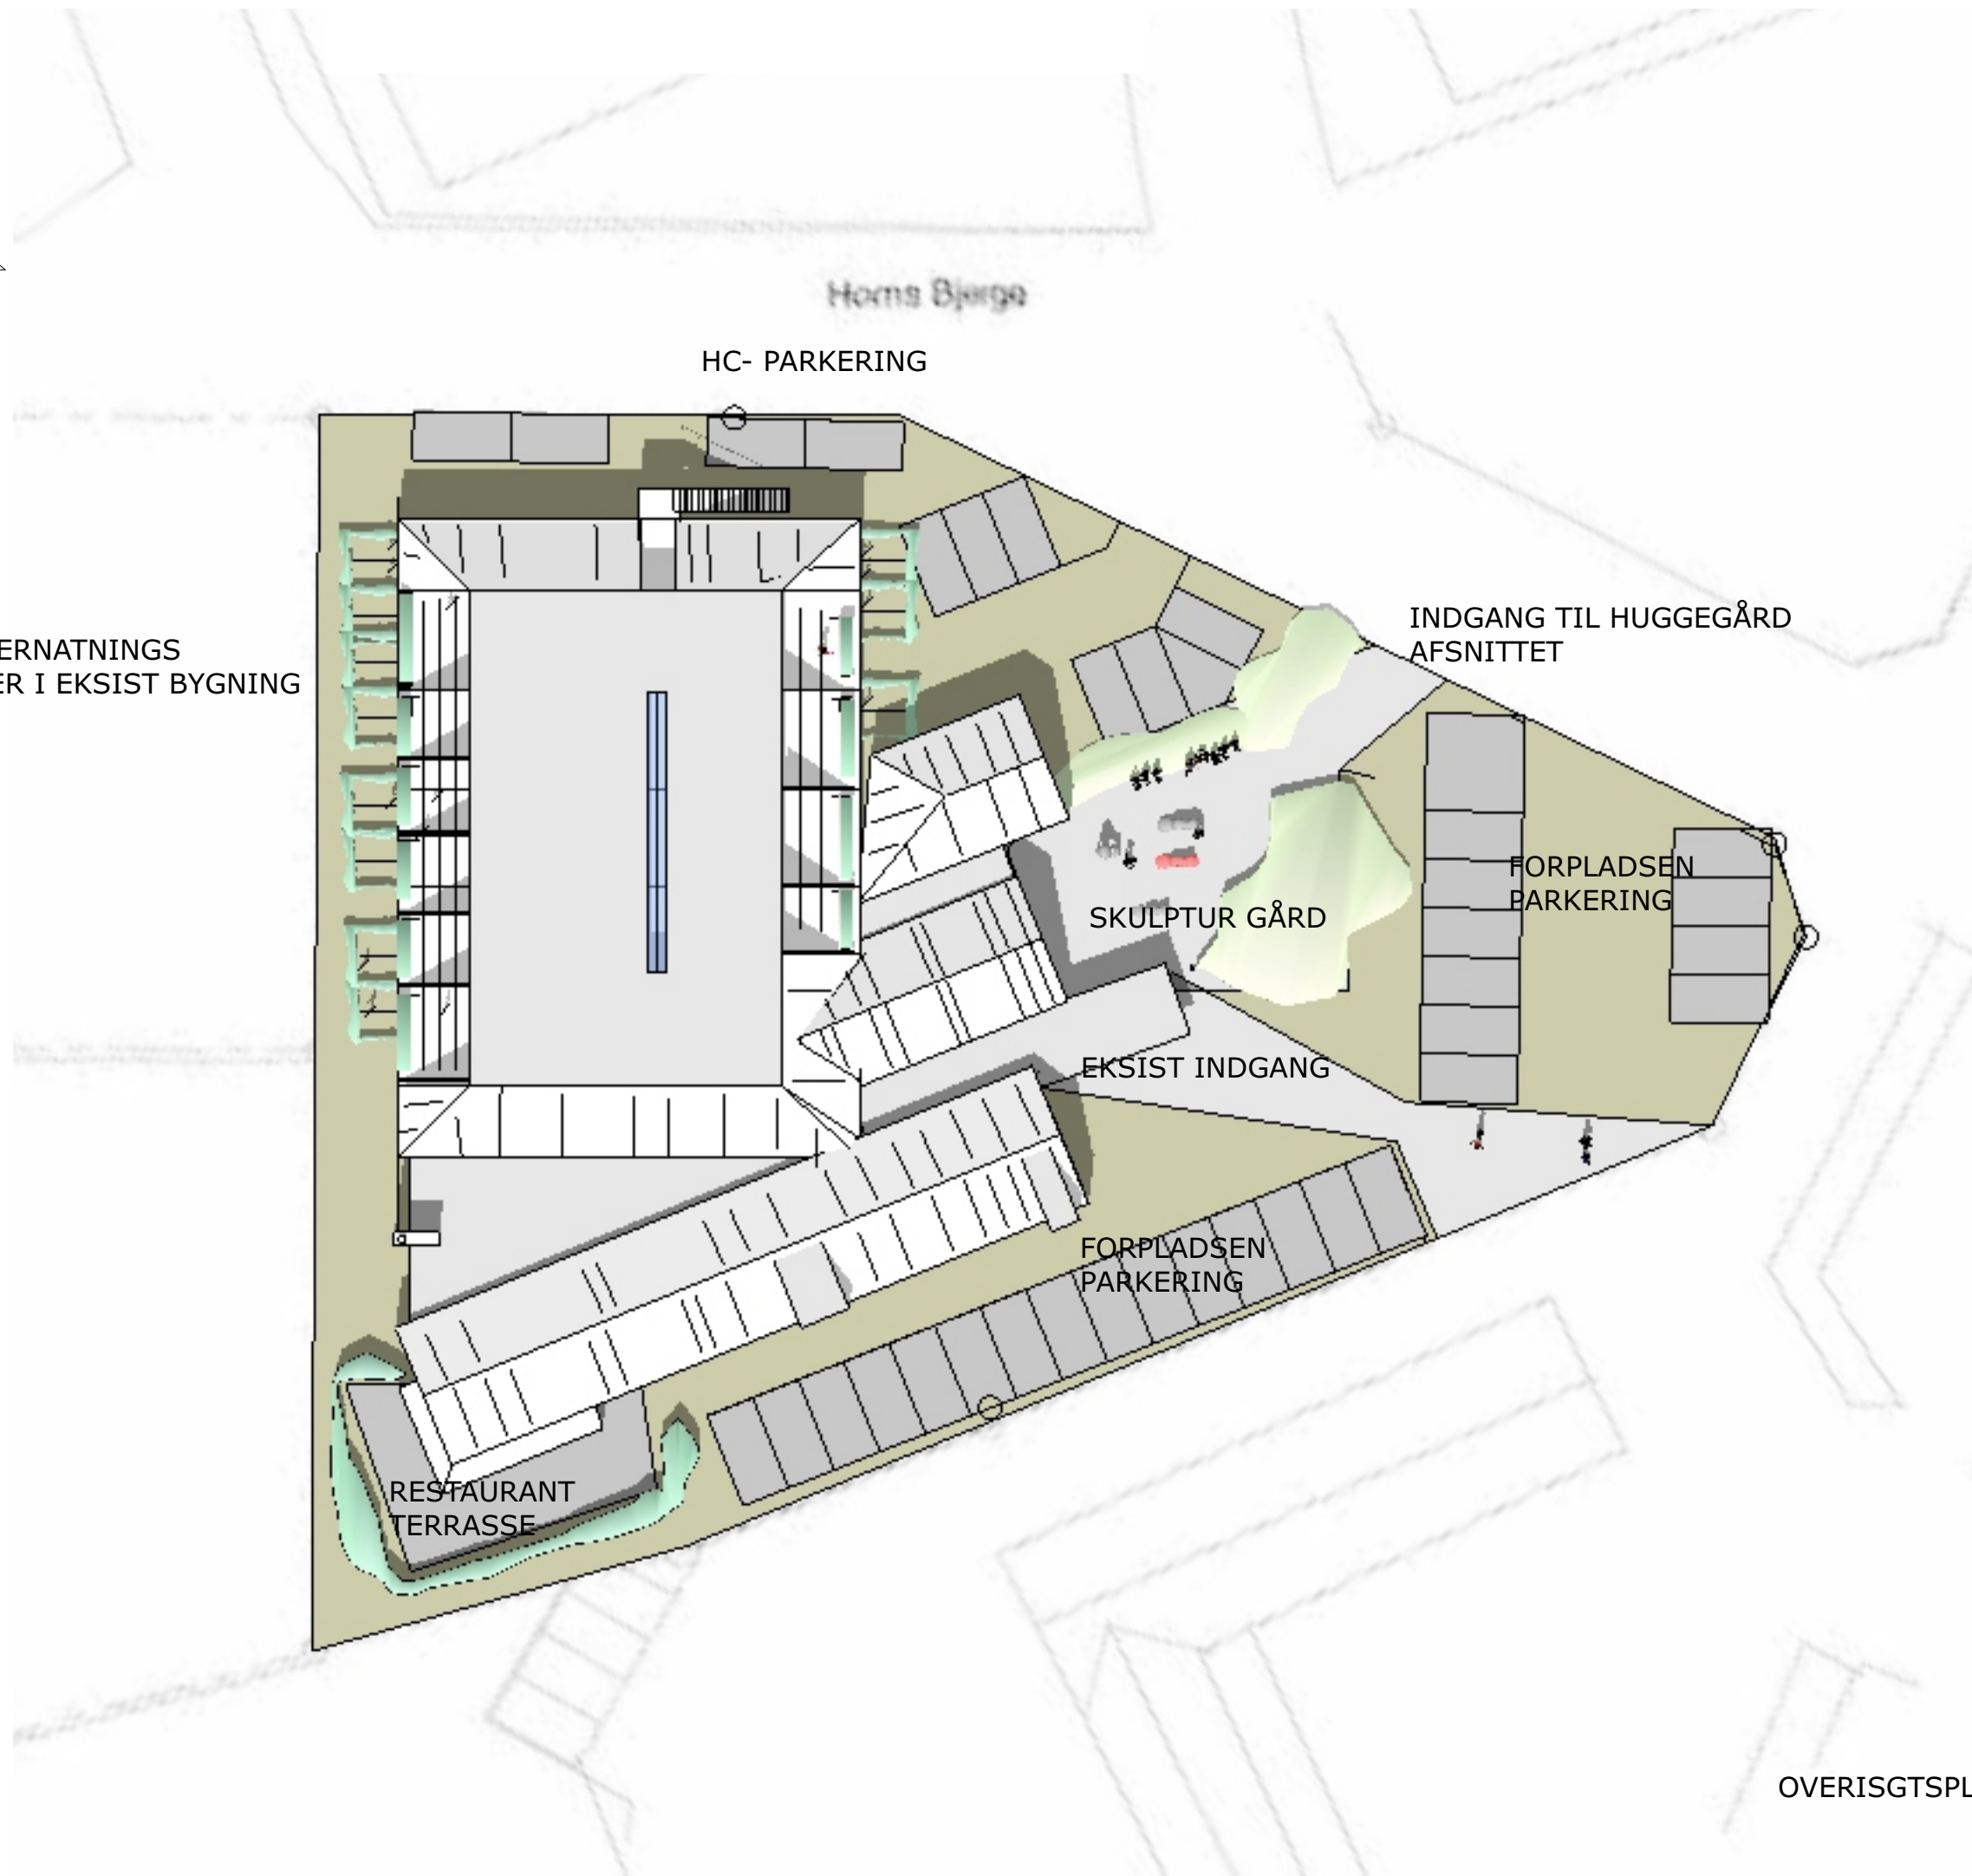 Horns Bjerge
HC- PARKERING
INDGANG TIL HUGGEGÅRD
AFSNITTET
ERNATNINGS
ER I EKSIST BYGNING
FORPLADSEN
PARKERING
SKULPTUR GÅRD
EKSIST INDGANG
FORPLADSEN
PARKERING
RESTAURANT
TERRASSE
OVERISGTSPL